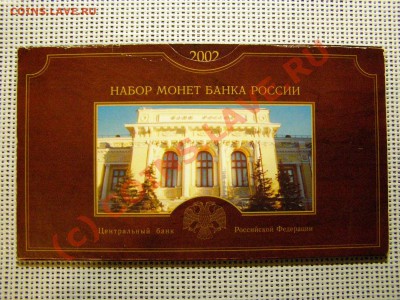 COINS.LAVE.RU
2002
НАБОР МОНЕТ БАНКА РОССИИ
Центральный банк Российской Федерации
(c) coins.lave.ru